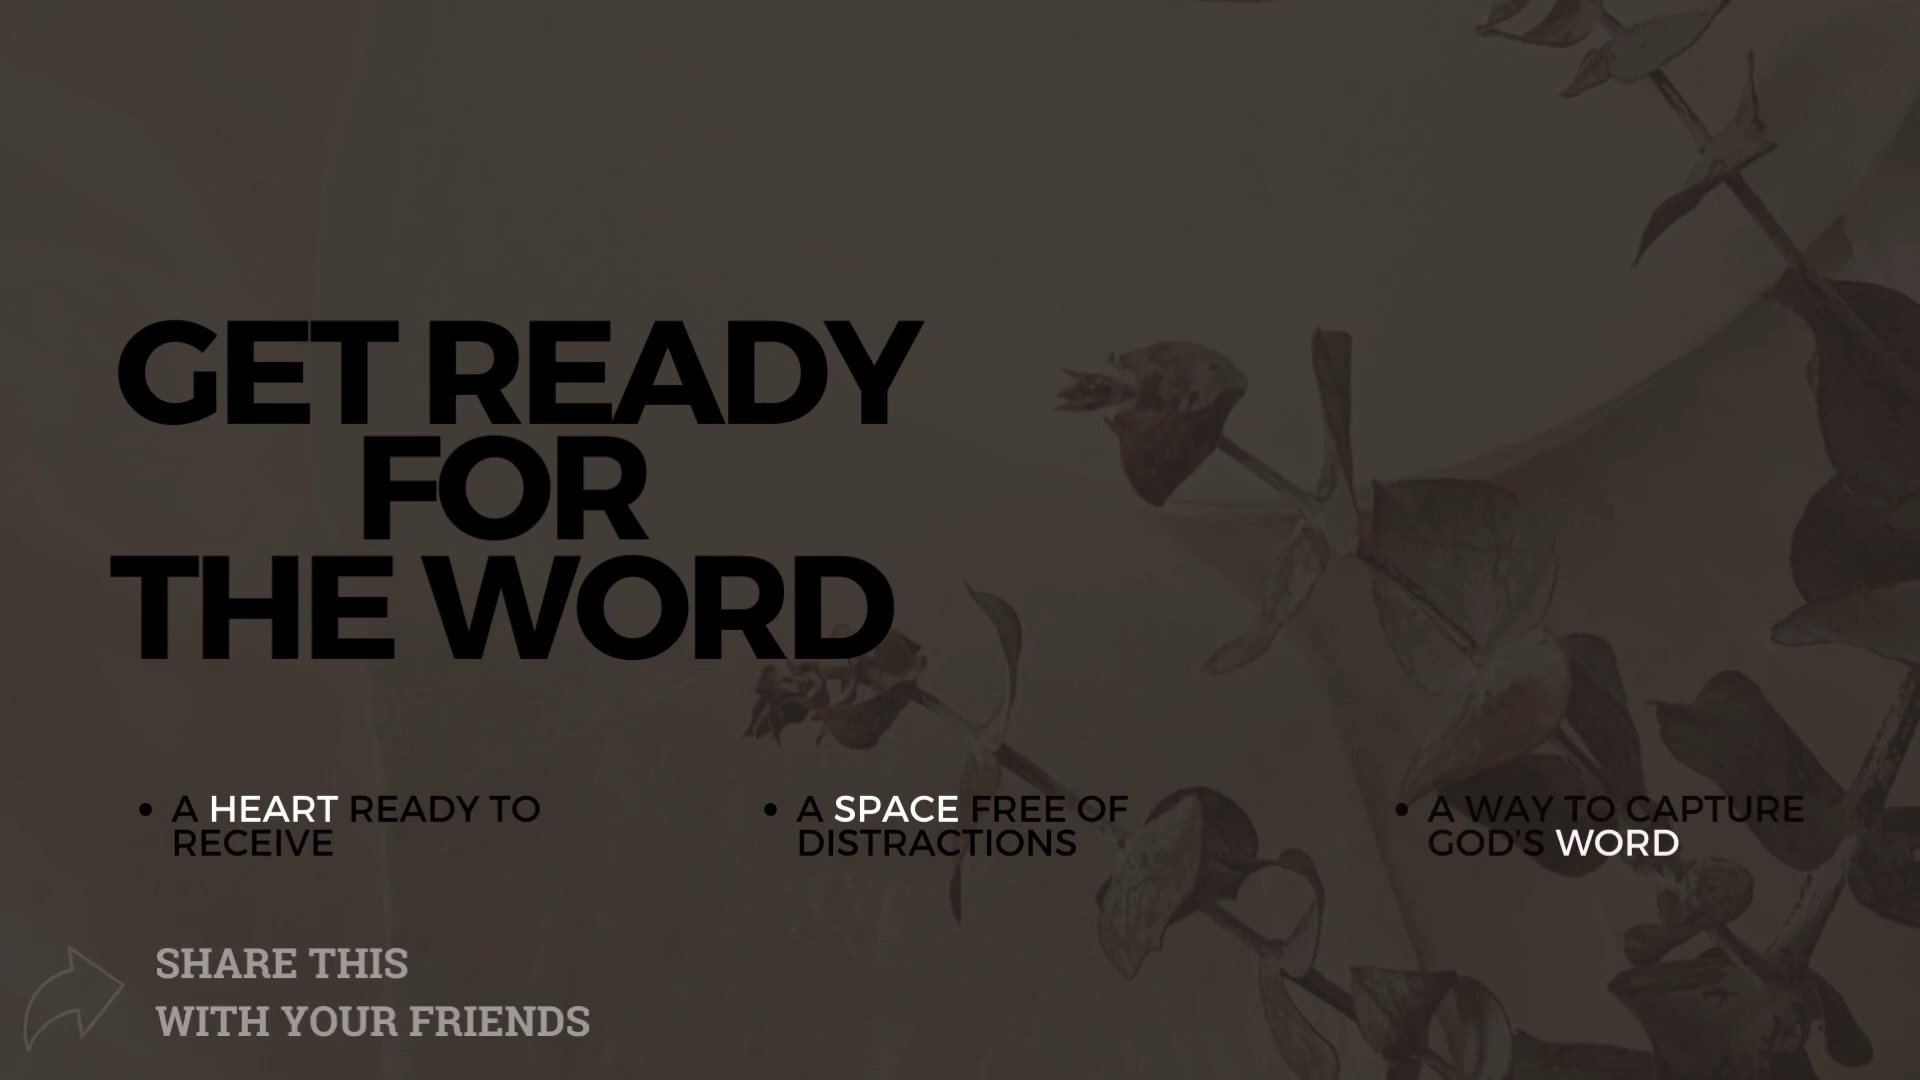 GET READY
FOR
THE WORD
• A HEART READY TO
RECEIVE
• A SPACE FREE OF
DISTRACTIONS
• A WAY TO CAPTURE
GOD'S WORD
SHARE THIS
WITH YOUR FRIENDS